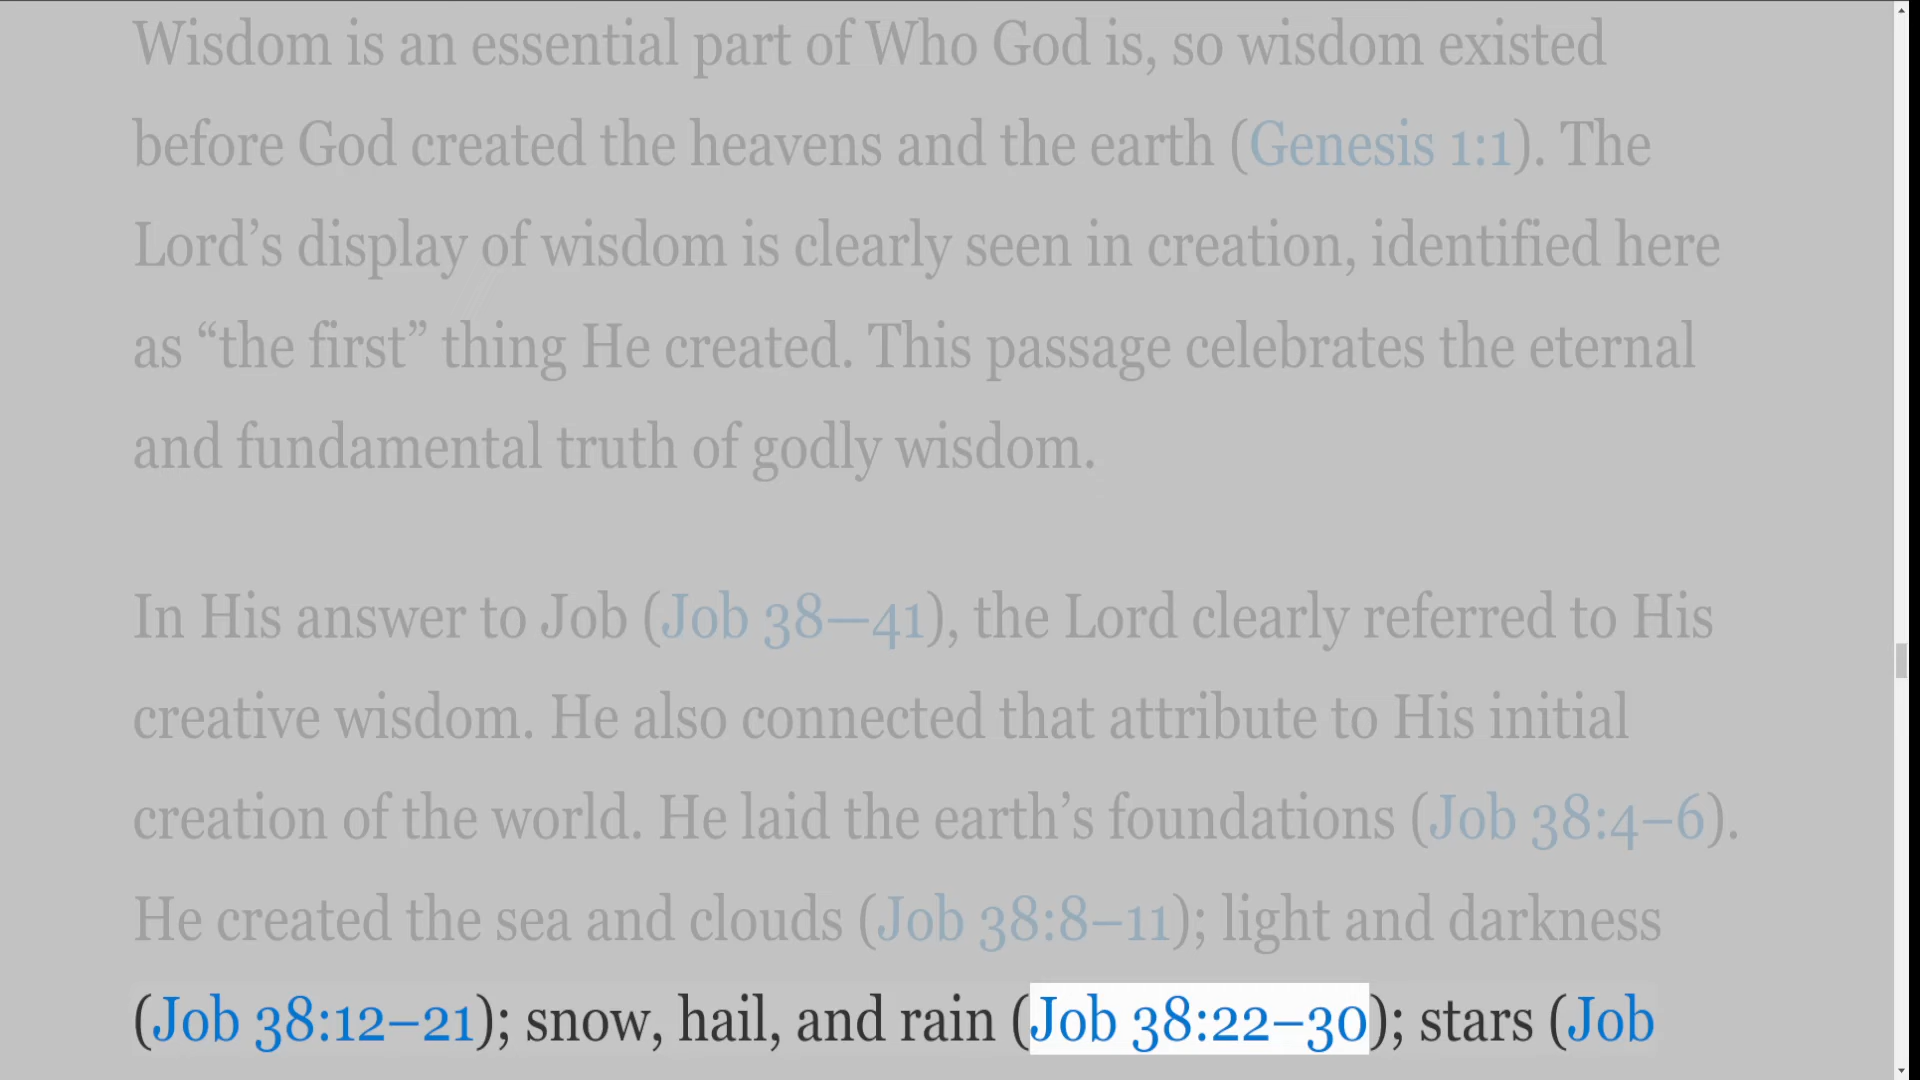 Wisdom is an essential part of Who God is, so wisdom existed
before God created the heavens and the earth (Genesis 1:1). The
Lord’s display of wisdom is clearly seen in creation, identified here
as “the first” thing He created. This passage celebrates the eternal
and fundamental truth of godly wisdom.
In His answer to Job (Job 38—41), the Lord clearly referred to His
creative wisdom. He also connected that attribute to His initial
creation of the world. He laid the earth’s foundations (Job 38:4–6).
He created the sea and clouds (Job 38:8–11); light and darkness
(Job 38:12–21); snow, hail, and rain (Job 38:22–30); stars (Job